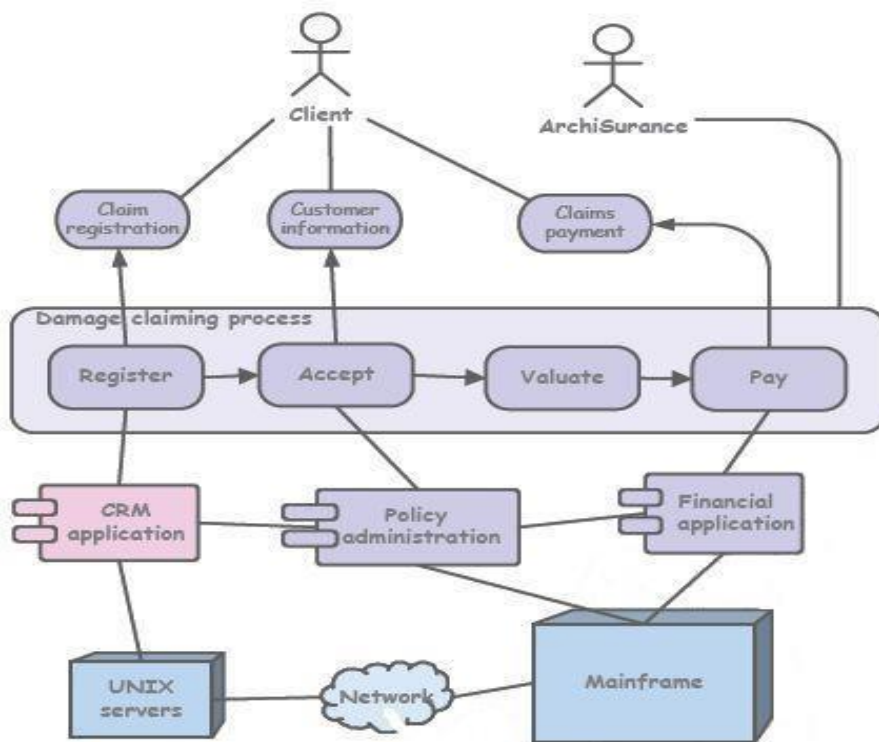 Client
ArchiSurance
Claim
registration
Customer
information
Claims
payment
Damage claiming process
Register
Accept
Valuate
Pay
CRM
application
Policy
administration
Financial
application
UNIX
servers
Network
Mainframe